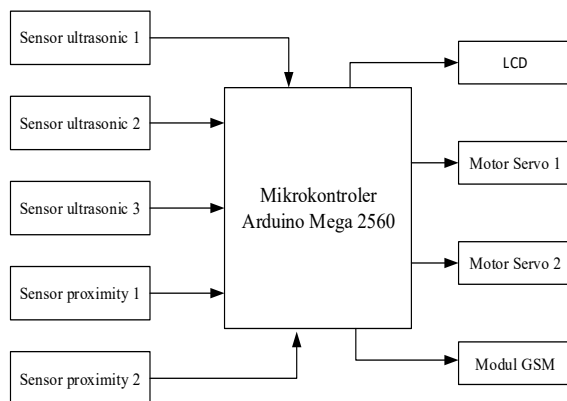 Sensor ultrasonic 1
Sensor ultrasonic 2
Sensor ultrasonic 3
Sensor proximity 1
Sensor proximity 2
Mikrokontroler
Arduino Mega 2560
LCD
Motor Servo 1
Motor Servo 2
Modul GSM